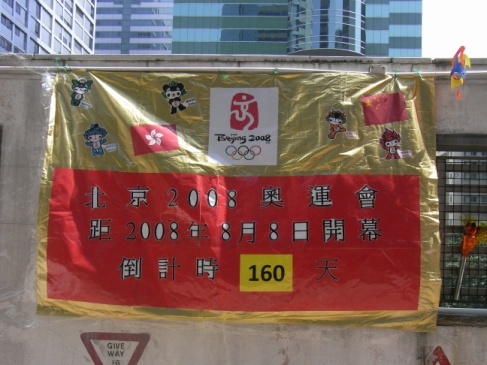 Beijing 2008
北京2008奧運會
距2008年8月8日開幕
倒計時 160 天
GIVE
WAY